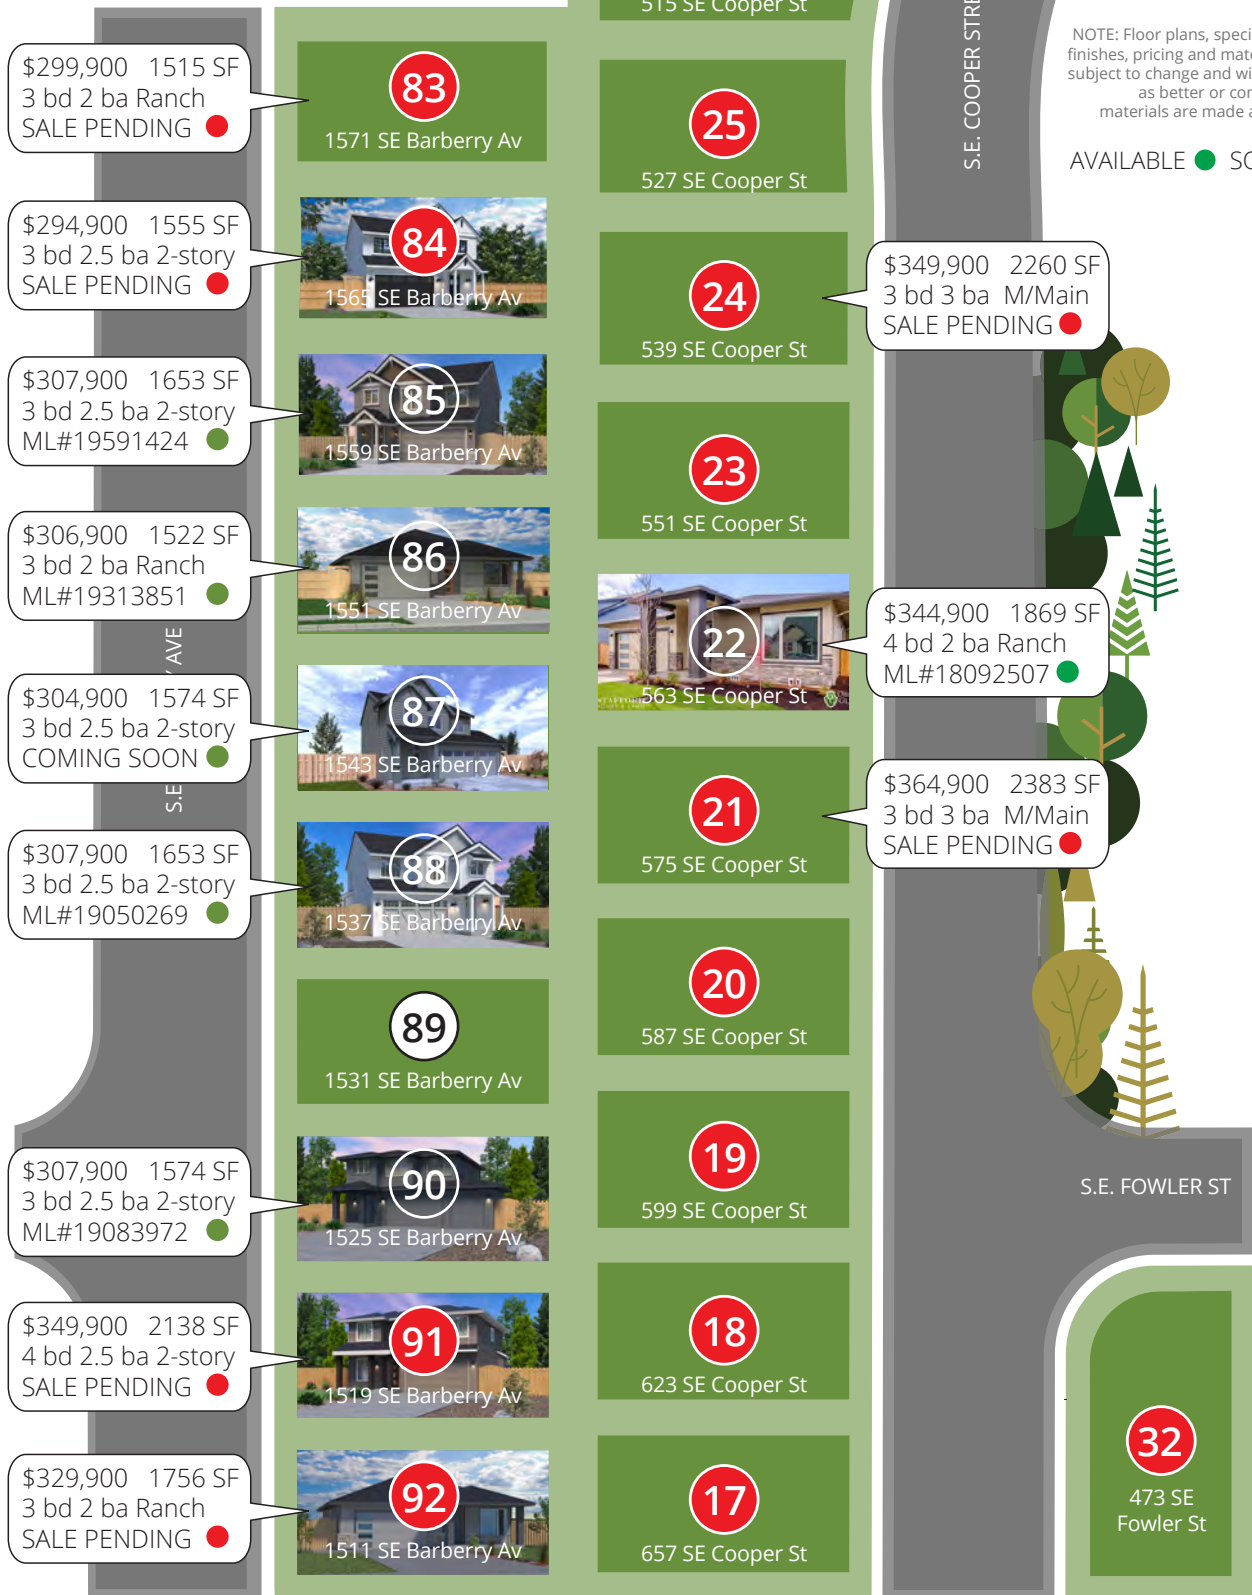 515 SE Cooper St
S.E. COOPER STRE
NOTE: Floor plans, speci
finishes, pricing and mate
subject to change and wi
as better or con
materials are made a
AVAILABLE SO
$299,900 1515 SF
3 bd 2 ba Ranch
SALE PENDING
83
1571 SE Barberry Av
25
527 SE Cooper St
$294,900 1555 SF
3 bd 2.5 ba 2-story
SALE PENDING
84
1565 SE Barberry Av
24
539 SE Cooper St
$349,900 2260 SF
3 bd 3 ba M/Main
SALE PENDING
$307,900 1653 SF
3 bd 2.5 ba 2-story
ML#19591424
85
1559 SE Barberry Av
23
551 SE Cooper St
$306,900 1522 SF
3 bd 2 ba Ranch
ML#19313851
86
1551 SE Barberry Av
22
563 SE Cooper St
$344,900 1869 SF
4 bd 2 ba Ranch
ML#18092507
S.E Y AVE
$304,900 1574 SF
3 bd 2.5 ba 2-story
COMING SOON
87
1543 SE Barberry Av
21
575 SE Cooper St
$364,900 2383 SF
3 bd 3 ba M/Main
SALE PENDING
$307,900 1653 SF
3 bd 2.5 ba 2-story
ML#19050269
88
1537 SE Barberry Av
20
587 SE Cooper St
89
1531 SE Barberry Av
19
599 SE Cooper St
S.E. FOWLER ST
$307,900 1574 SF
3 bd 2.5 ba 2-story
ML#19083972
90
1525 SE Barberry Av
18
623 SE Cooper St
$349,900 2138 SF
4 bd 2.5 ba 2-story
SALE PENDING
91
1519 SE Barberry Av
32
473 SE
Fowler St
$329,900 1756 SF
3 bd 2 ba Ranch
SALE PENDING
92
1511 SE Barberry Av
17
657 SE Cooper St